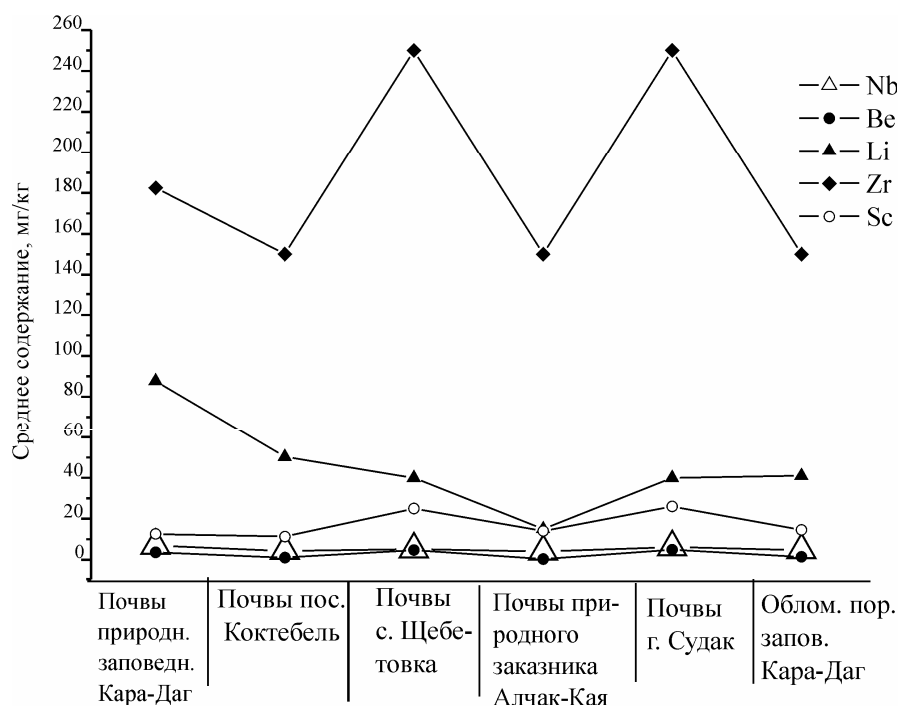 Среднее содержание, мг/кг
260
260
240
220
200
180
160
140
120
100
80
60
40
20
0
Nb
Be
Li
Zr
Sc
Почвы
природн.
заповедн.
Кара-Даг
Почвы пос.
Коктебель
Почвы
с. Щебе-
товка
Почвы при-
родного
заказника
Алчак-Кая
Почвы
г. Судак
Облом. пор.
запов.
Кара-Даг